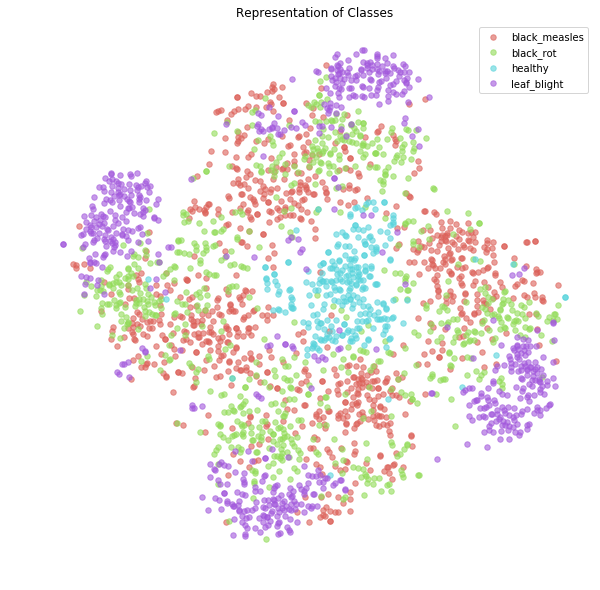 Representation of Classes
black_measles
black_rot
healthy
leaf_blight